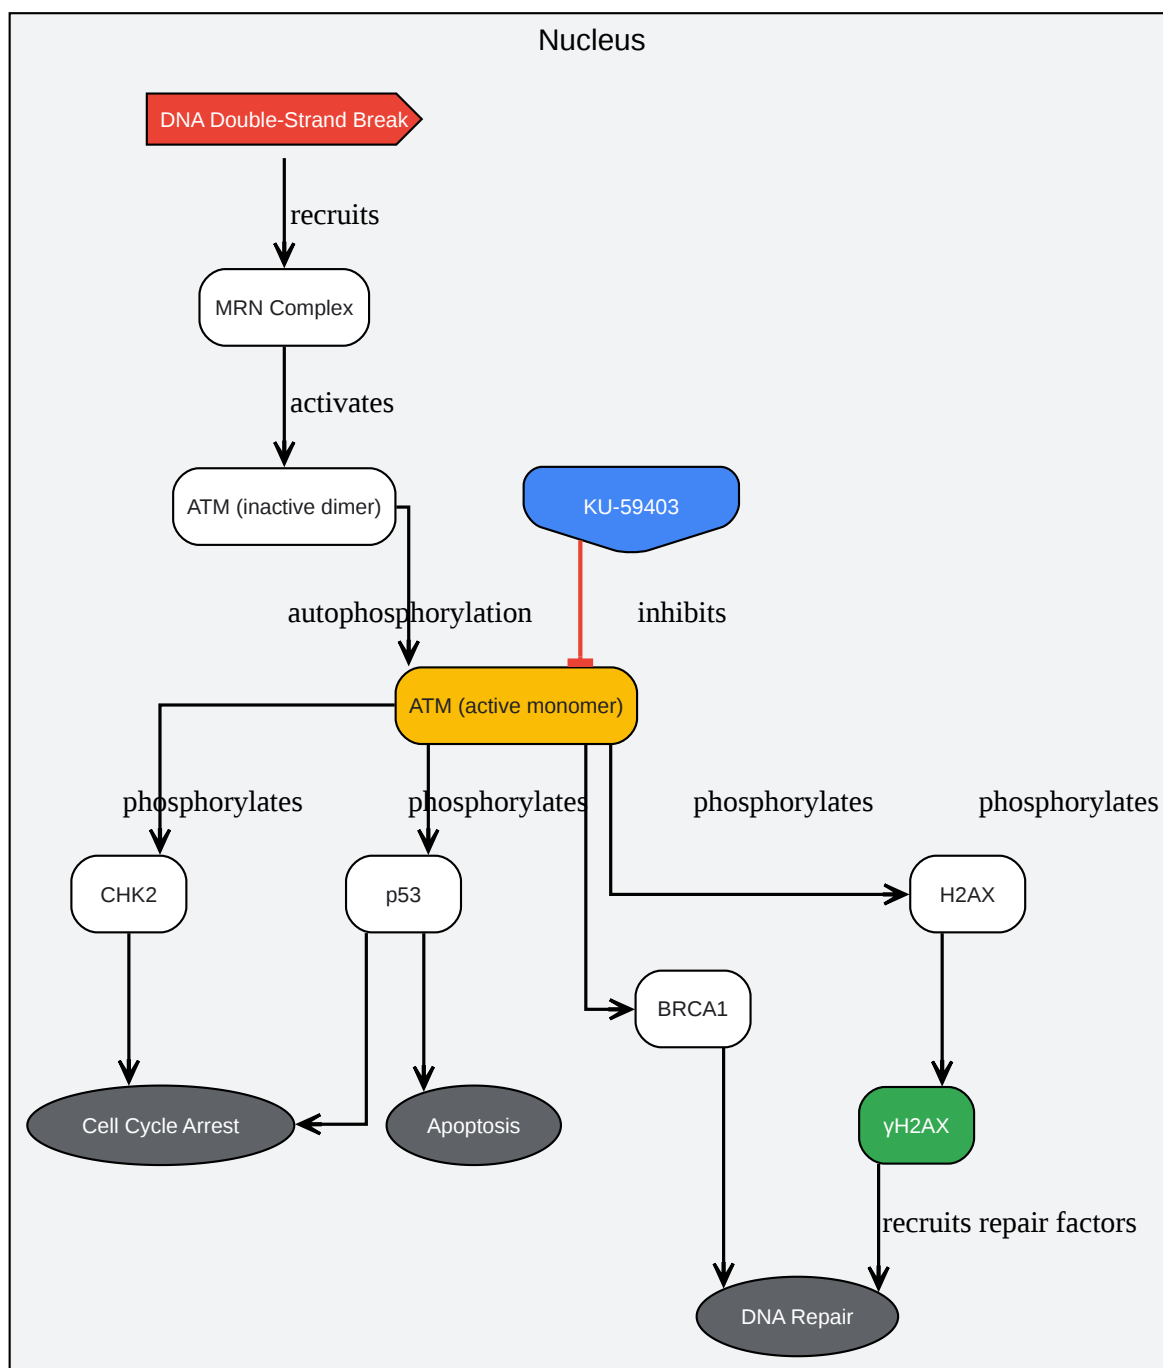 Nucleus
DNA Double-Strand Break
recruits
MRN Complex
activates
ATM (inactive dimer)
KU-59403
autophosphorylation
inhibits
ATM (active monomer)
phosphorylates
phosphorylates
phosphorylates
phosphorylates
CHK2
p53
H2AX
BRCA1
Cell Cycle Arrest
Apoptosis
γH2AX
recruits repair factors
DNA Repair